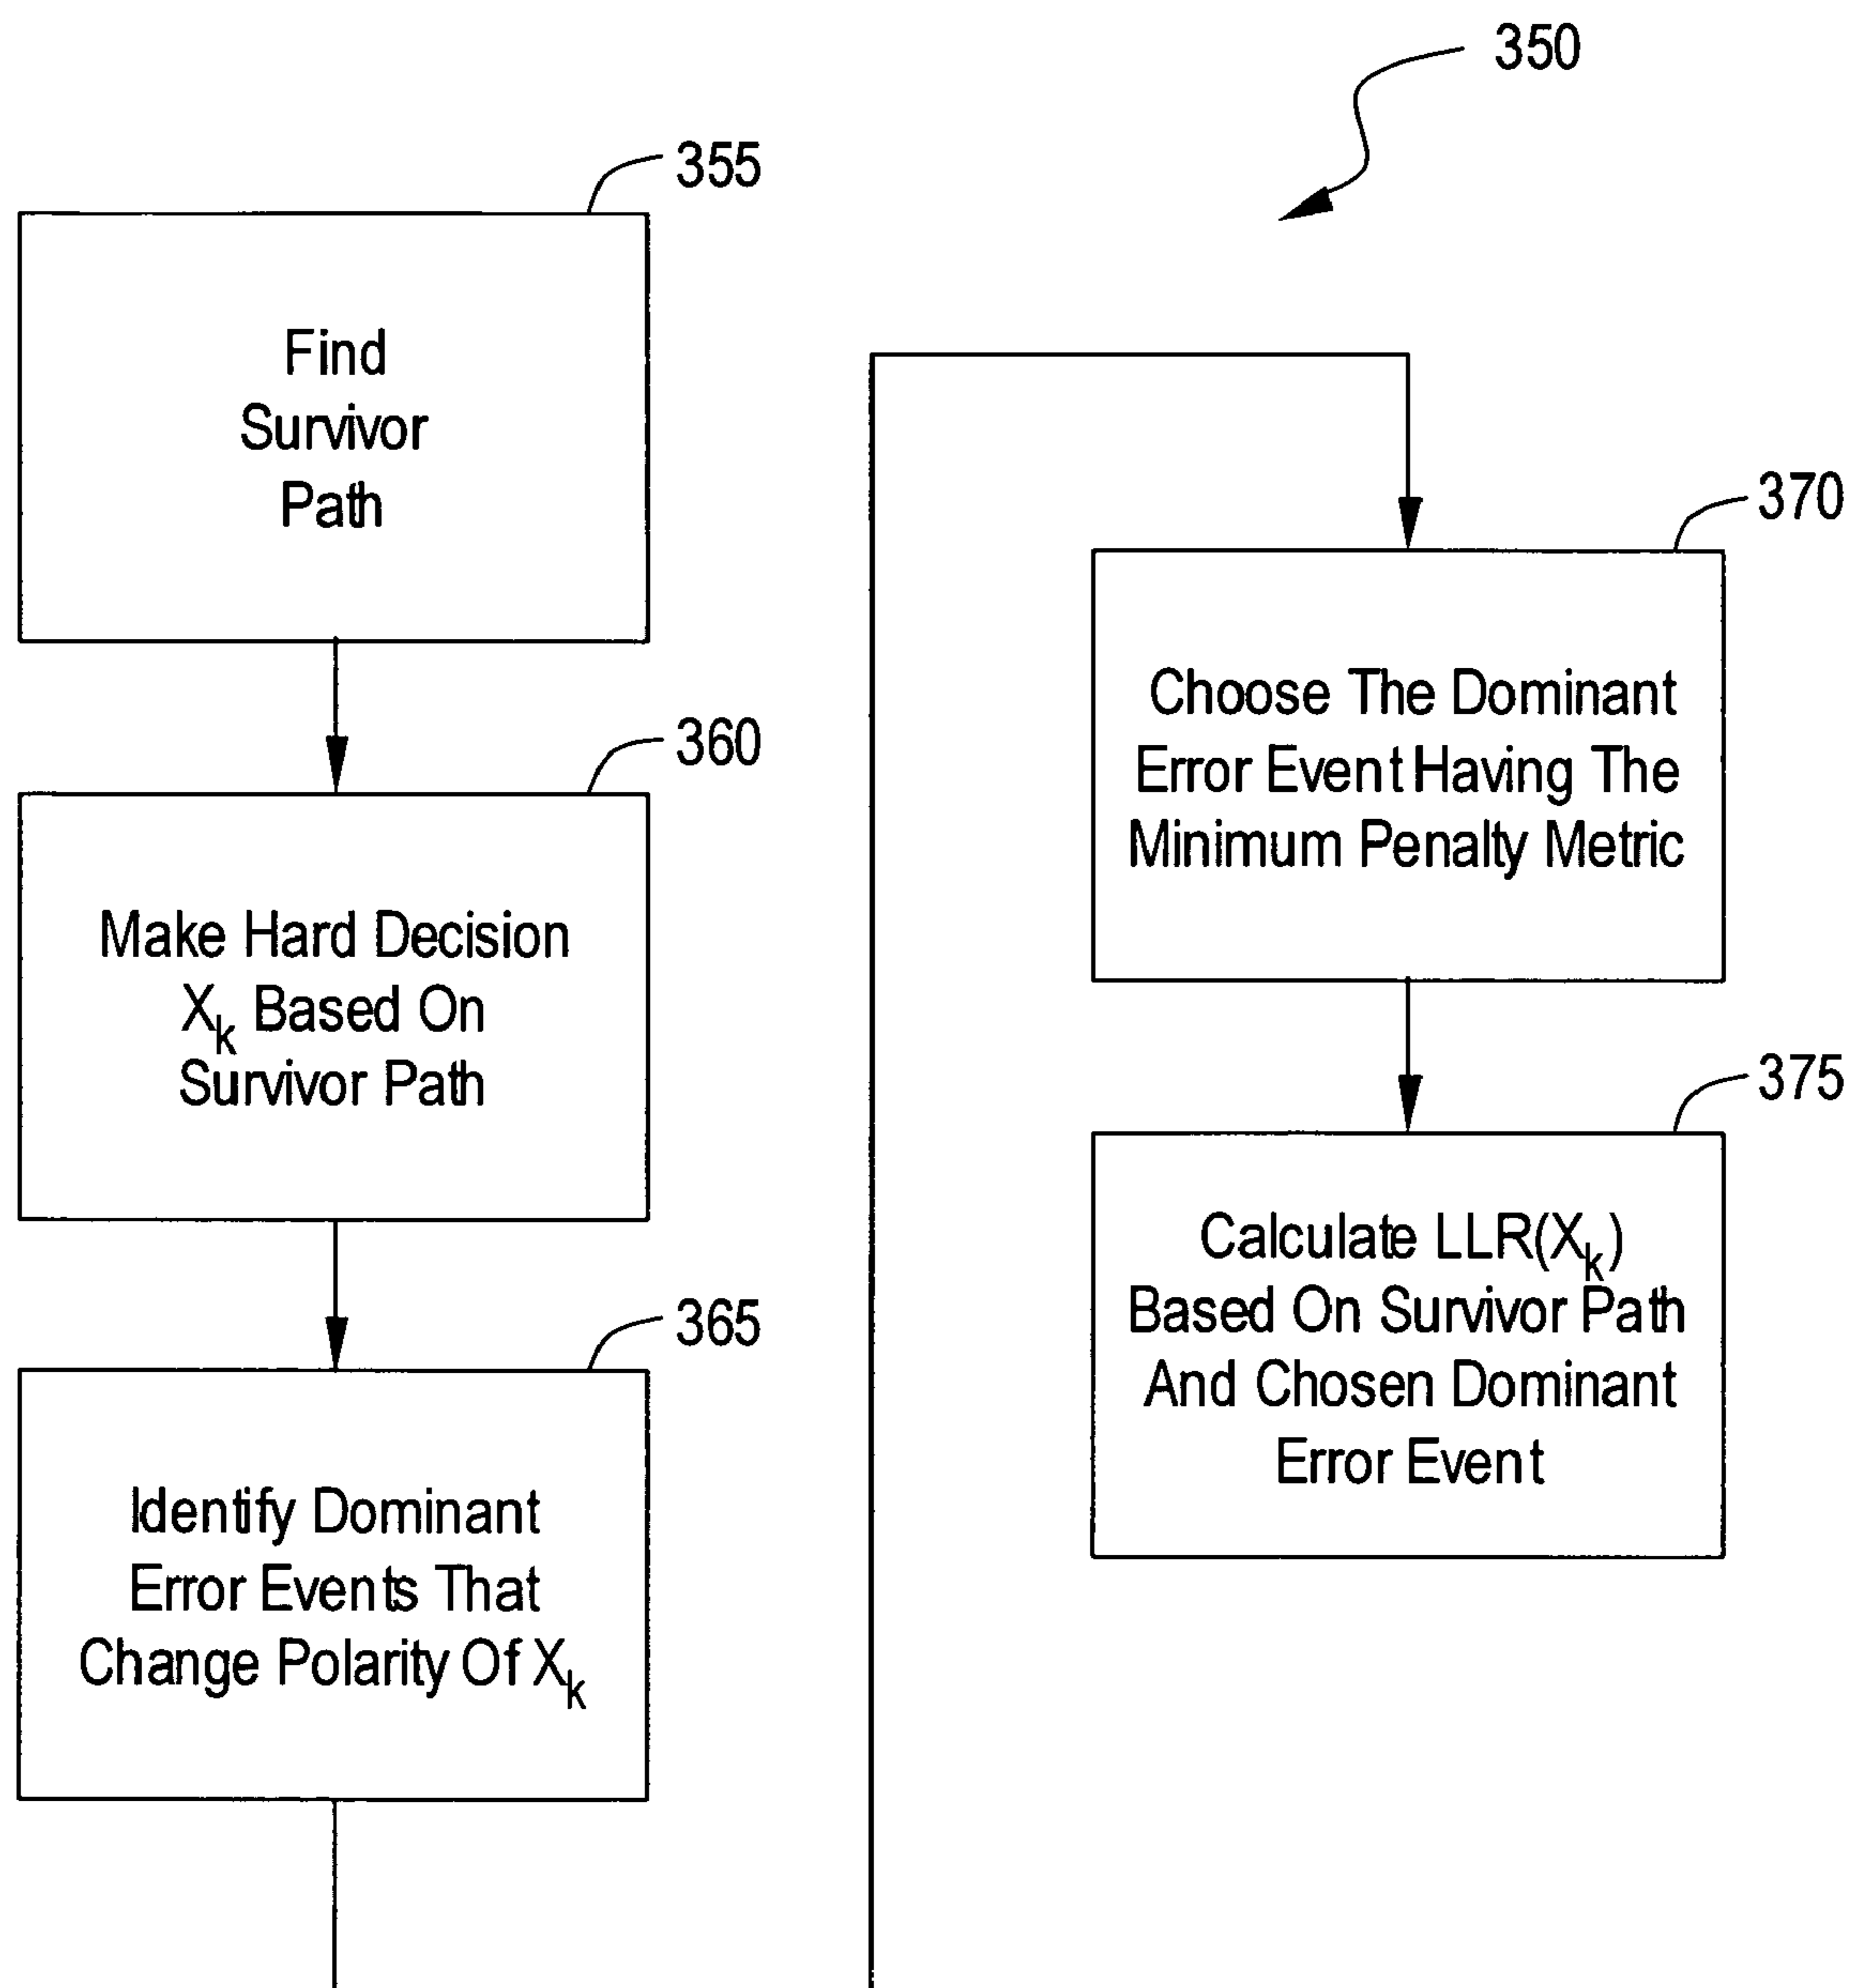 350
355
Find
Survivor
Path
360
Make Hard Decision
Xk Based On
Survivor Path
365
Identify Dominant
Error Events That
Change Polarity Of Xk
370
Choose The Dominant
Error Event Having The
Minimum Penalty Metric
375
Calculate LLR(Xk)
Based On Survivor Path
And Chosen Dominant
Error Event